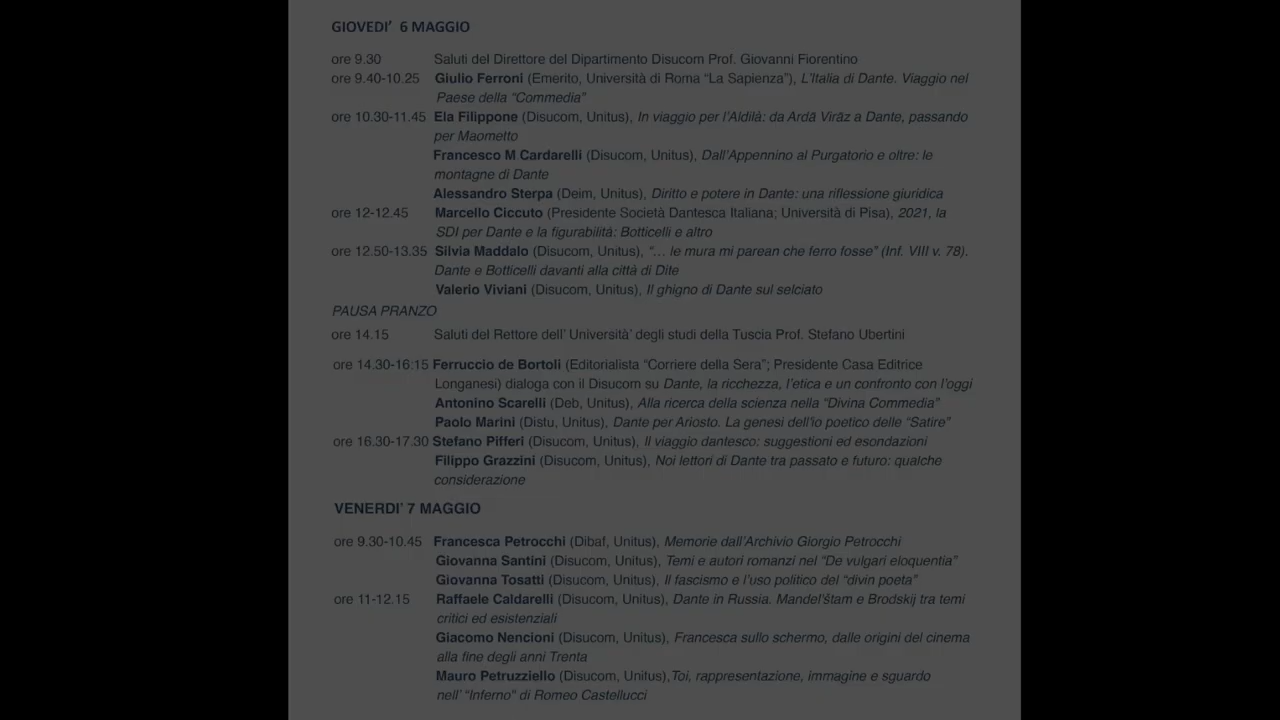 GIOVEDI' 6 MAGGIO
ore 9.30 Saluti del Direttore del Dipartimento Disucom Prof. Giovanni Fiorentino
ore 9.40-10.25 Giulio Ferroni (Emerito, Università di Roma “La Sapienza”), L'Italia di Dante. Viaggio nel
Paese della “Commedia”
ore 10.30-11.45 Ela Filippone (Disucom, Unitus), In viaggio per l'Aldilà: da Ardā Virāz a Dante, passando
per Maometto
Francesco M Cardarelli (Disucom, Unitus), Dall'Appennino al Purgatorio e oltre: le
montagne di Dante
Alessandro Sterpa (Deim, Unitus), Diritto e potere in Dante: una riflessione giuridica
ore 12-12.45 Marcello Ciccuto (Presidente Società Dantesca Italiana; Università di Pisa), 2021, la
SDI per Dante e la figurabilità: Botticelli e altro
ore 12.50-13.35 Silvia Maddalo (Disucom, Unitus), “... le mura mi parean che ferro fosse” (Inf. VIII v. 78).
Dante e Botticelli davanti alla città di Dite
Valerio Viviani (Disucom, Unitus), Il ghigno di Dante sul selciato
PAUSA PRANZO
ore 14.15 Saluti del Rettore dell' Universita' degli studi della Tuscia Prof. Stefano Ubertini
ore 14.30-16:15 Ferruccio de Bortoli (Editorialista “Corriere della Sera”; Presidente Casa Editrice
Longanesi) dialoga con il Disucom su Dante, la ricchezza, l'etica e un confronto con l'oggi
Antonino Scarelli (Deb, Unitus), Alla ricerca della scienza nella “Divina Commedia”
Paolo Marini (Distu, Unitus), Dante per Ariosto. La genesi dell'io poetico delle “Satire”
ore 16.30-17.30 Stefano Pifferi (Disucom, Unitus), Il viaggio dantesco: suggestioni ed esondazioni
Filippo Grazzini (Disucom, Unitus), Noi lettori di Dante tra passato e futuro: qualche
considerazione
VENERDI' 7 MAGGIO
ore 9.30-10.45 Francesca Petrocchi (Dibaf, Unitus), Memorie dall'Archivio Giorgio Petrocchi
Giovanna Santini (Disucom, Unitus), Temi e autori romanzi nel “De vulgari eloquentia”
Giovanna Tosatti (Disucom, Unitus), Il fascismo e l'uso politico del “divin poeta”
ore 11-12.15 Raffaele Caldarelli (Disucom, Unitus), Dante in Russia. Mandel'štam e Brodskij tra temi
critici ed esistenziali
Giacomo Nencioni (Disucom, Unitus), Francesca sullo schermo, dalle origini del cinema
alla fine degli anni Trenta
Mauro Petruzziello (Disucom, Unitus),Toi, rappresentazione, immagine e sguardo
nell' “Inferno” di Romeo Castellucci